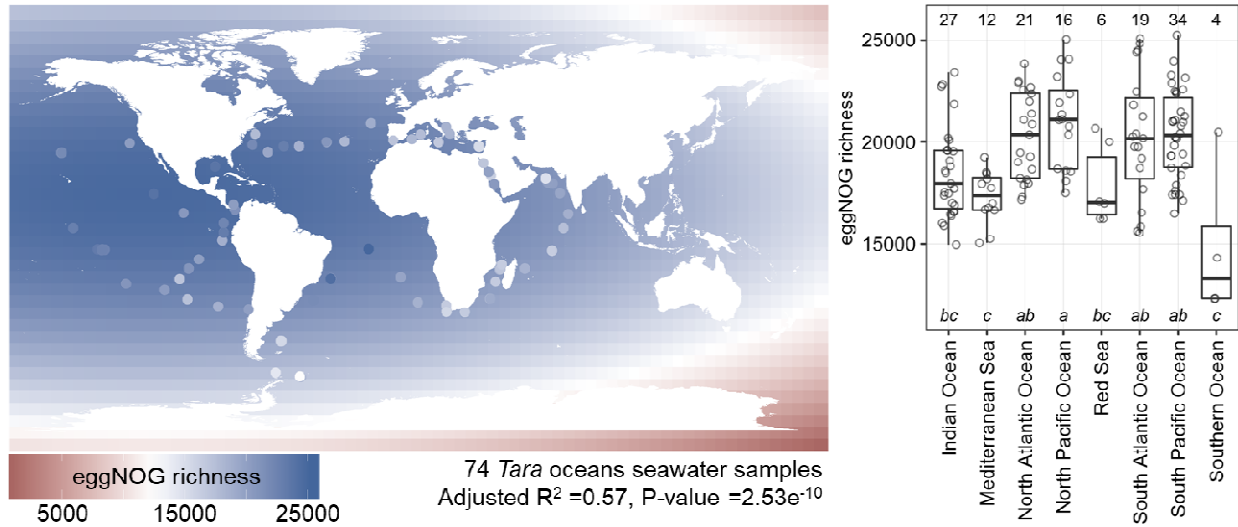 eggNOG richness
5000 15000 25000
74 Tara oceans seawater samples
Adjusted R² =0.57, P-value =2.53e⁻¹⁰
27 12 21 16 6 19 34 4
eggNOG richness
25000
20000
15000
bc c ab a bc ab ab c
Indian Ocean
Mediterranean Sea
North Atlantic Ocean
North Pacific Ocean
Red Sea
South Atlantic Ocean
South Pacific Ocean
Southern Ocean